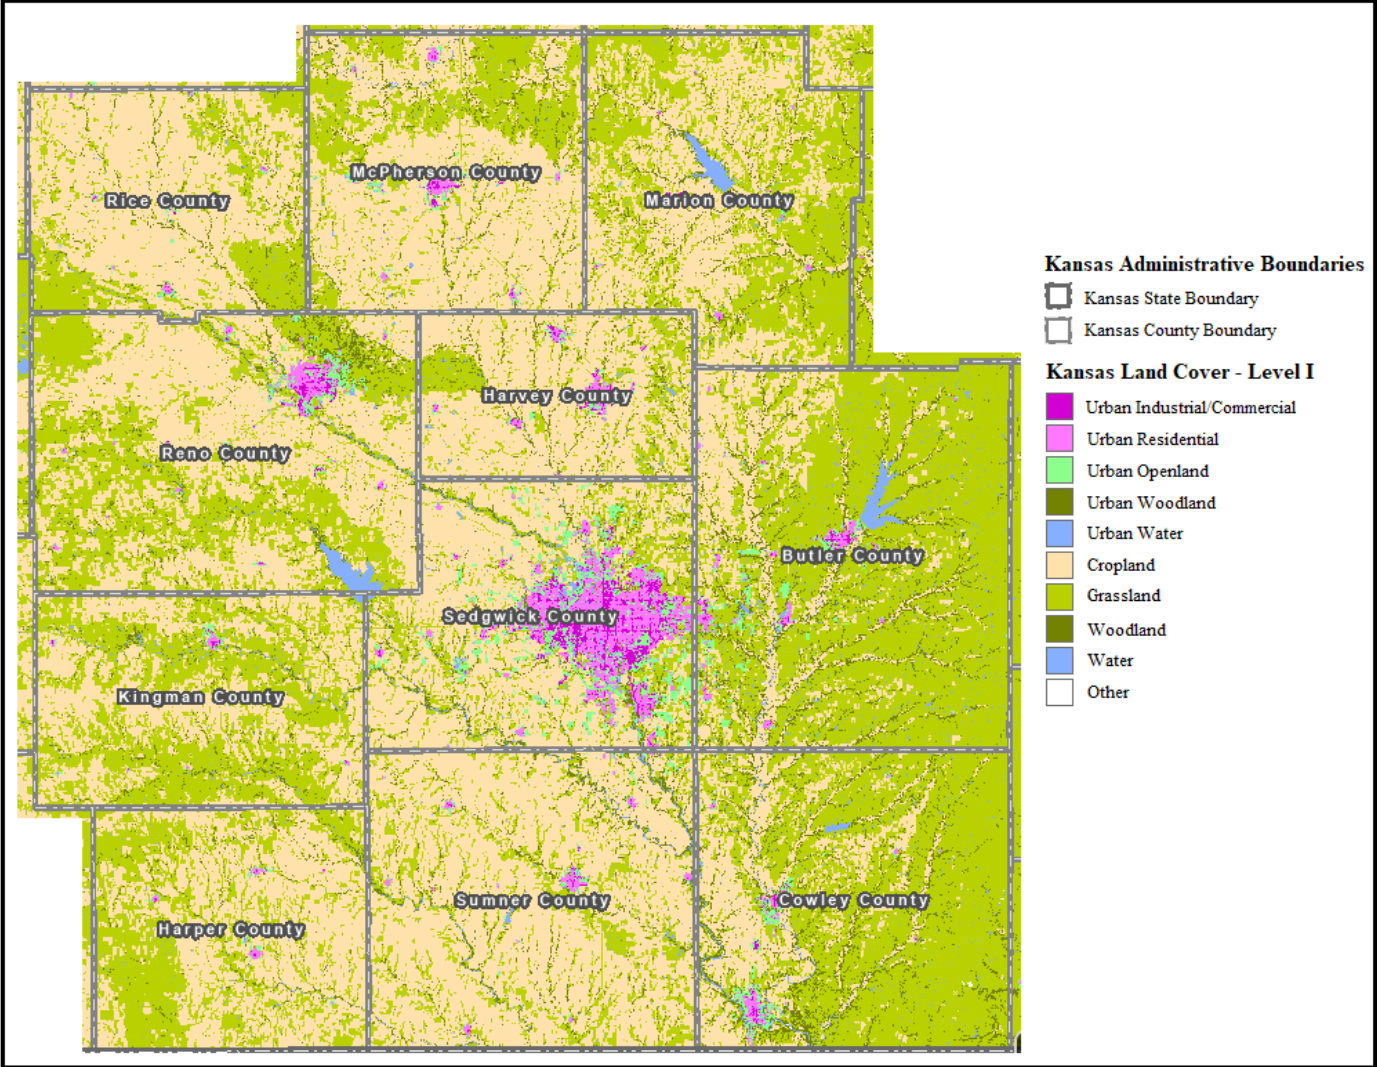 McPherson County
Rice County
Marion County
Harvey County
Reno County
Butler County
Sedgwick County
Kingman County
Sumner County
Cowley County
Harper County
Kansas Administrative Boundaries
Kansas State Boundary
Kansas County Boundary
Kansas Land Cover - Level I
Urban Industrial/Commercial
Urban Residential
Urban Openland
Urban Woodland
Urban Water
Cropland
Grassland
Woodland
Water
Other